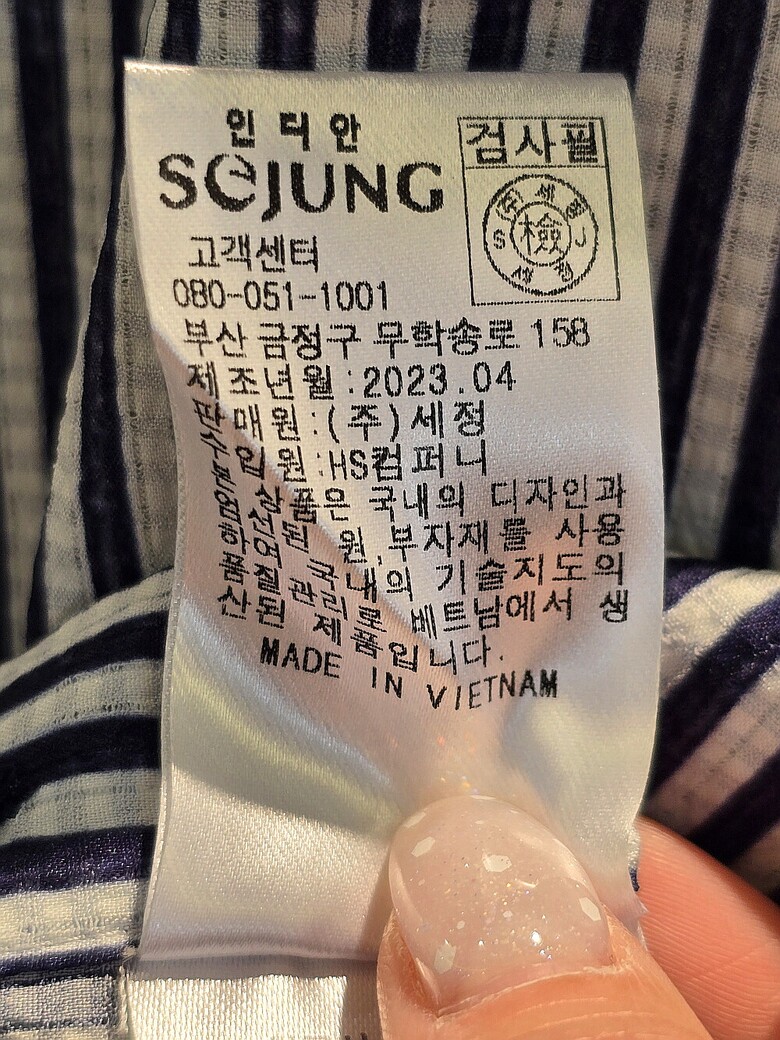 인디안
SEJUNG
검사필
(주)세정
S 檢 J
고객센터
080-051-1001
부산 금정구 무학송로 158
제조년월:2023.04
판매원:(주)세정
수입원:HS컴퍼니
상품은 국내의 디자인과
원,부자재를 사용
하여 국내의 기술지도의
품질 관리로 베트남에서 생
산된 제품입니다.
MADE IN VIETNAM